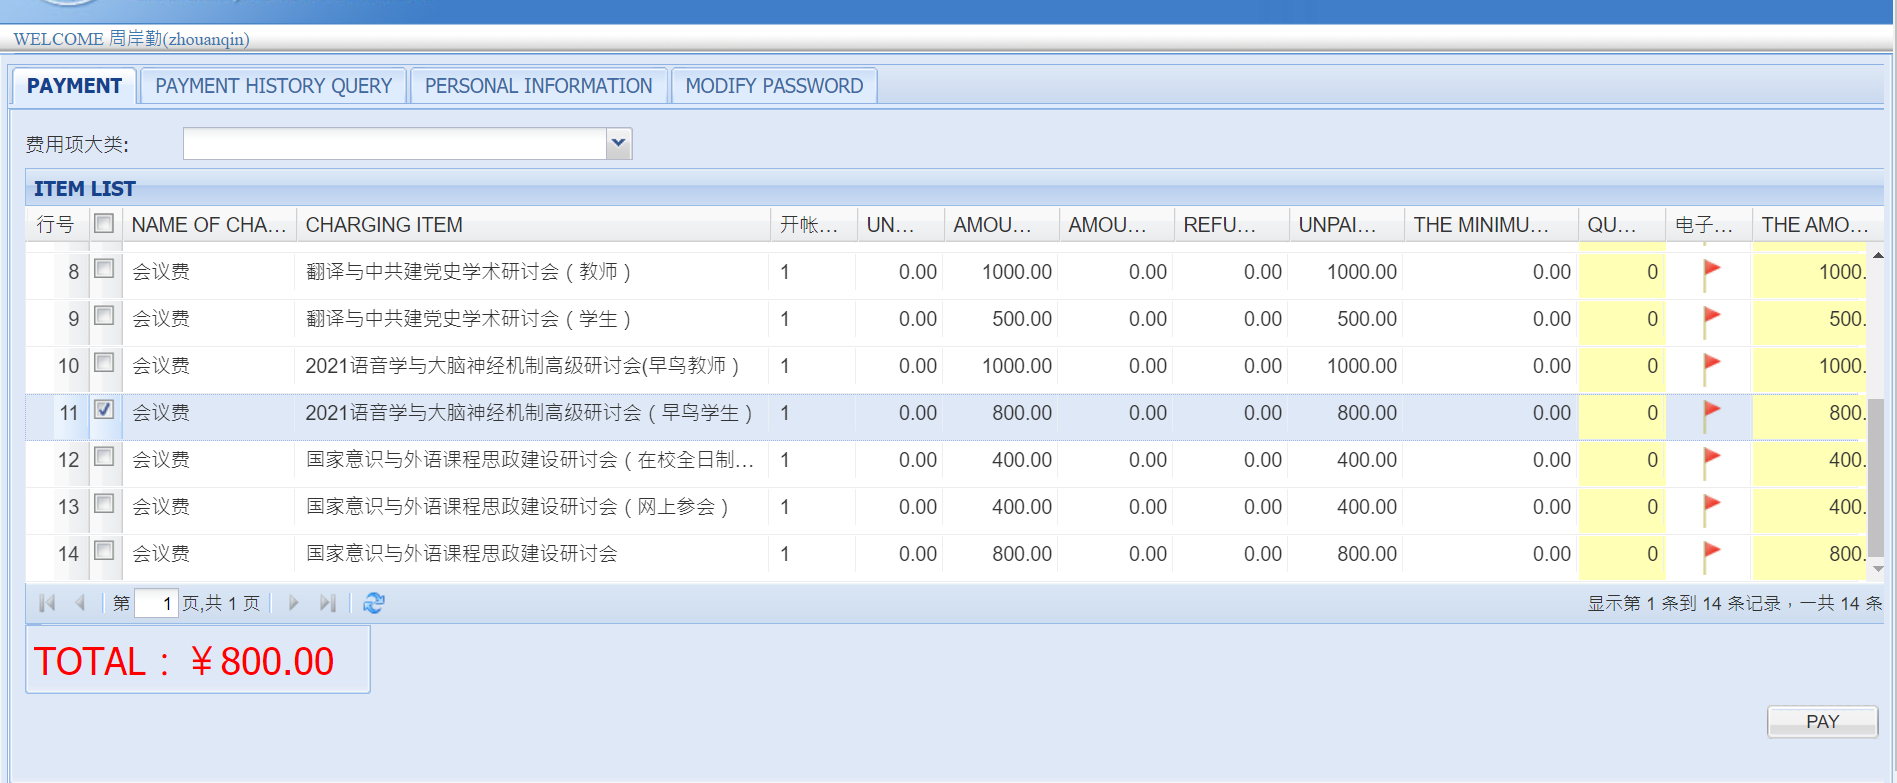 WELCOME 周岸勤(zhouanqin)
PAYMENT PAYMENT HISTORY QUERY PERSONAL INFORMATION MODIFY PASSWORD
费用项大类:
ITEM LIST
行号 NAME OF CHA... CHARGING ITEM 开帐... UN... AMOU... AMOU... REFU... UNPAI... THE MINIMU... QU... 电子... THE AMO...
8 会议费 翻译与中共建党史学术研讨会（教师） 1 0.00 1000.00 0.00 0.00 1000.00 0.00 0 1000.
9 会议费 翻译与中共建党史学术研讨会（学生） 1 0.00 500.00 0.00 0.00 500.00 0.00 0 500.
10 会议费 2021语音学与大脑神经机制高级研讨会(早鸟教师） 1 0.00 1000.00 0.00 0.00 1000.00 0.00 0 1000.
11 会议费 2021语音学与大脑神经机制高级研讨会（早鸟学生） 1 0.00 800.00 0.00 0.00 800.00 0.00 0 800.
12 会议费 国家意识与外语课程思政建设研讨会（在校全日制... 1 0.00 400.00 0.00 0.00 400.00 0.00 0 400.
13 会议费 国家意识与外语课程思政建设研讨会（网上参会） 1 0.00 400.00 0.00 0.00 400.00 0.00 0 400.
14 会议费 国家意识与外语课程思政建设研讨会 1 0.00 800.00 0.00 0.00 800.00 0.00 0 800.
第 1 页,共 1 页 显示第 1 条到 14 条记录，一共 14 条
TOTAL：￥800.00
PAY